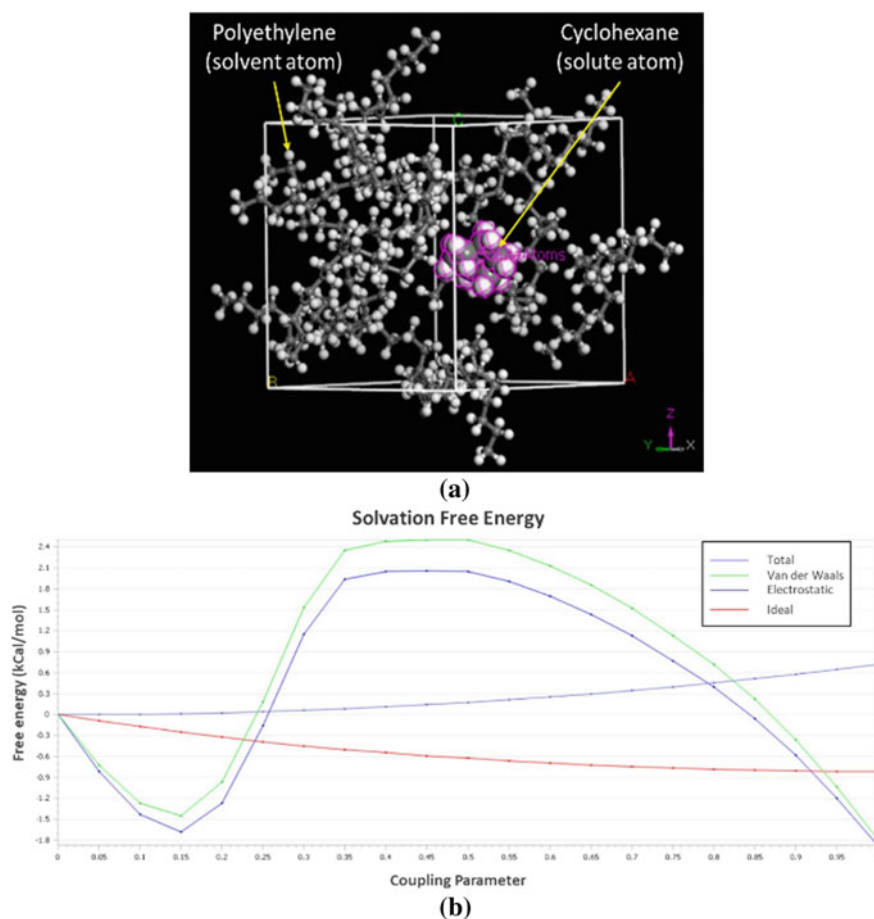 Polyethylene
(solvent atom)
Cyclohexane
(solute atom)
C
B
A
Z
Y
X
(a)
Solvation Free Energy
Total
Van der Waals
Electrostatic
Ideal
Free energy (kCal/mol)
2.4
2.1
1.8
1.5
1.2
0.9
0.6
0.3
0
-0.3
-0.6
-0.9
-1.2
-1.5
-1.8
0 0.05 0.1 0.15 0.2 0.25 0.3 0.35 0.4 0.45 0.5 0.55 0.6 0.65 0.7 0.75 0.8 0.85 0.9 0.95
Coupling Parameter
(b)